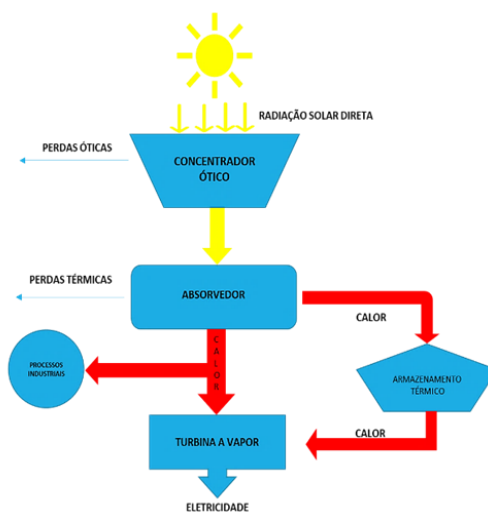 RADIAÇÃO SOLAR DIRETA
PERDAS ÓTICAS
CONCENTRADOR
ÓTICO
PERDAS TÉRMICAS
ABSORVEDOR
CALOR
CALOR
PROCESSOS
INDUSTRIAIS
ARMAZENAMENTO
TÉRMICO
TURBINA A VAPOR
CALOR
ELETRICIDADE